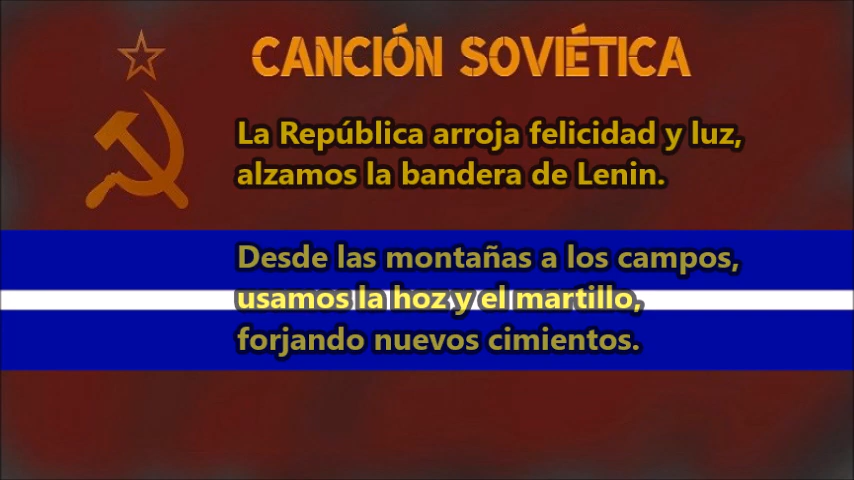 CANCIÓN SOVIÉTICA
La República arroja felicidad y luz,
alzamos la bandera de Lenin.
Desde las montañas a los campos,
usamos la hoz y el martillo,
forjando nuevos cimientos.